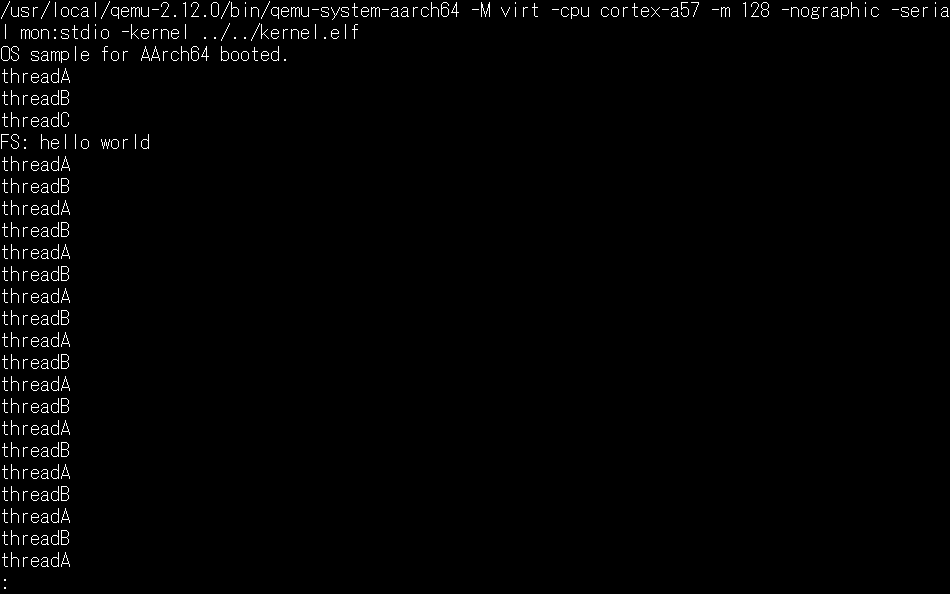 /usr/local/qemu-2.12.0/bin/qemu-system-aarch64 -M virt -cpu cortex-a57 -m 128 -nographic -seria
l mon:stdio -kernel ../../kernel.elf
OS sample for AArch64 booted.
threadA
threadB
threadC
FS: hello world
threadA
threadB
threadA
threadB
threadA
threadB
threadA
threadB
threadA
threadB
threadA
threadB
threadA
threadB
threadA
threadB
threadA
threadB
threadA
: